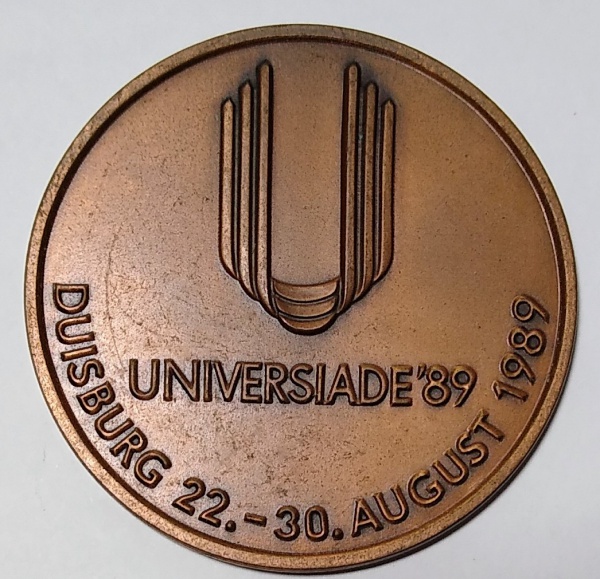 UNIVERSIADE '89
DUISBURG 22.-30. AUGUST 1989